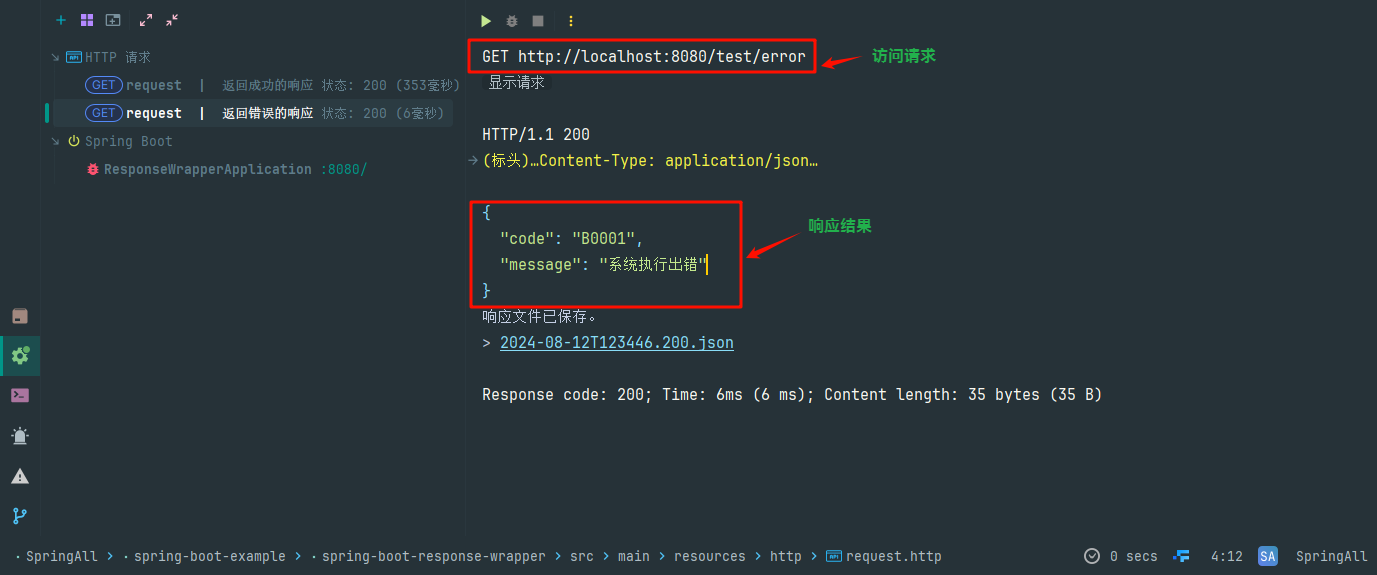 HTTP 请求
GET request | 返回成功的响应 状态: 200 (353毫秒)
GET request | 返回错误的响应 状态: 200 (6毫秒)
Spring Boot
ResponseWrapperApplication :8080/
GET http://localhost:8080/test/error
访问请求
显示请求
HTTP/1.1 200
(标头)…Content-Type: application/json…
{
"code": "B0001",
"message": "系统执行出错"
}
响应结果
响应文件已保存。
> 2024-08-12T123446.200.json
Response code: 200; Time: 6ms (6 ms); Content length: 35 bytes (35 B)
SpringAll > spring-boot-example > spring-boot-response-wrapper > src > main > resources > http > API request.http
0 secs
4:12
SA SpringAll